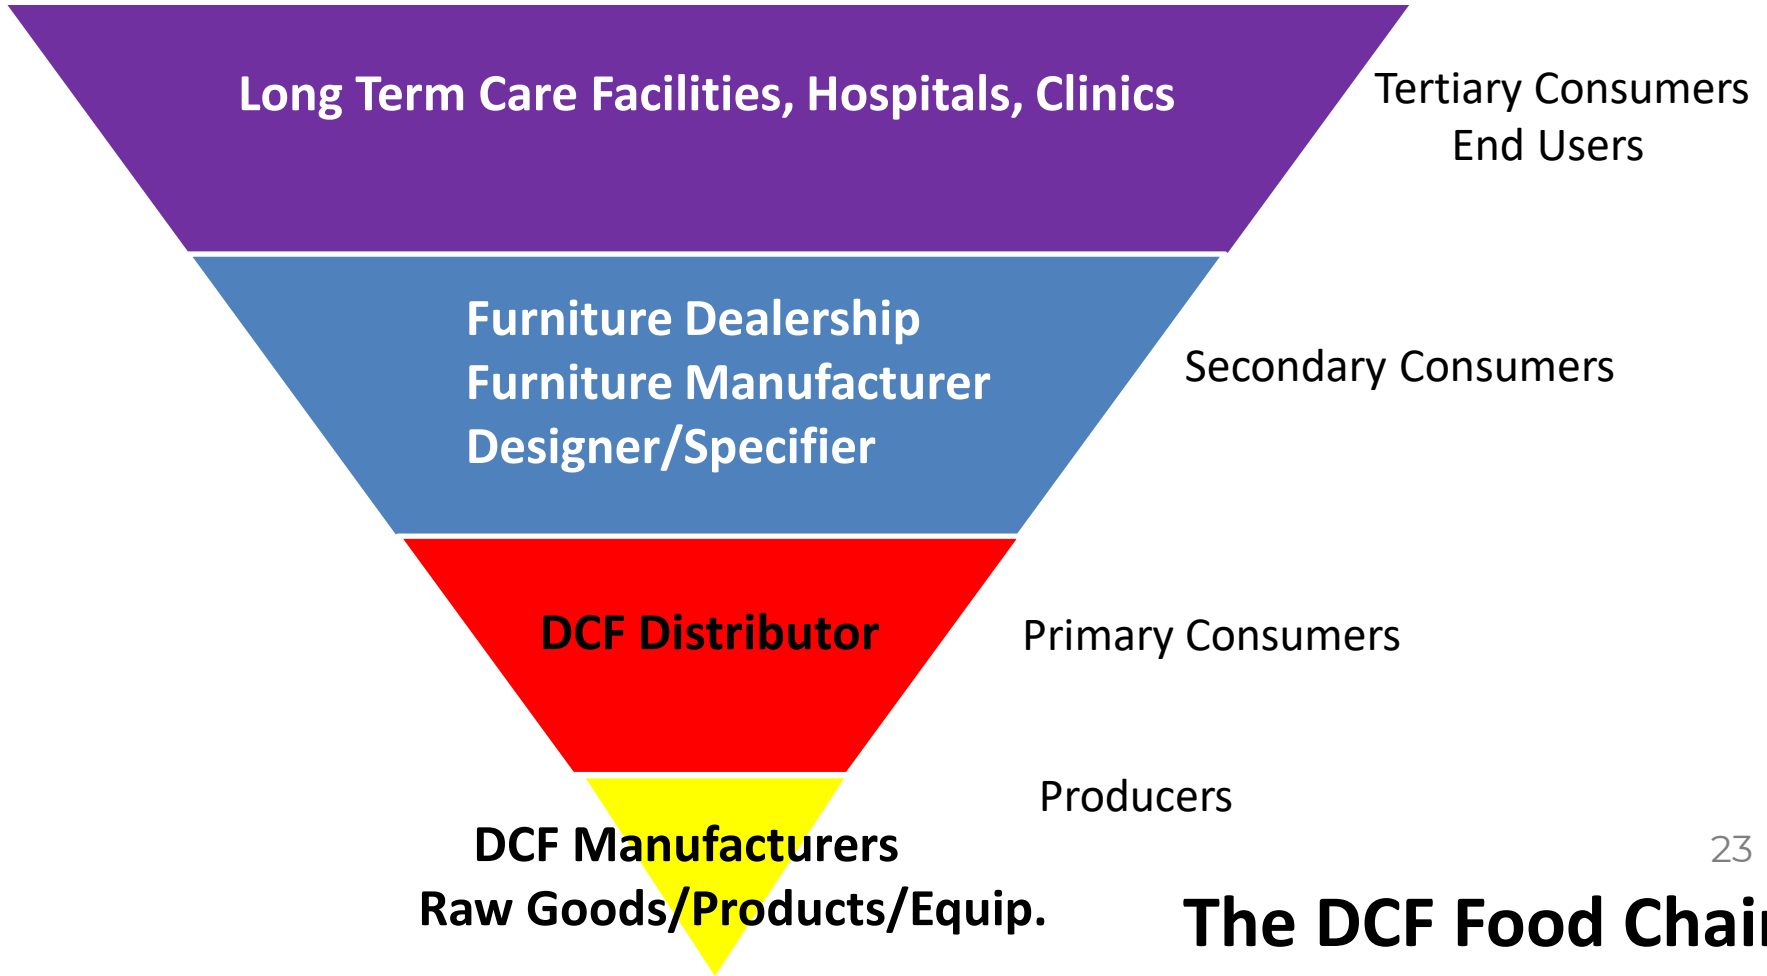 Long Term Care Facilities, Hospitals, Clinics
Tertiary Consumers
End Users
Furniture Dealership
Furniture Manufacturer
Designer/Specifier
Secondary Consumers
DCF Distributor
Primary Consumers
Producers
DCF Manufacturers
Raw Goods/Products/Equip.
23
The DCF Food Chain